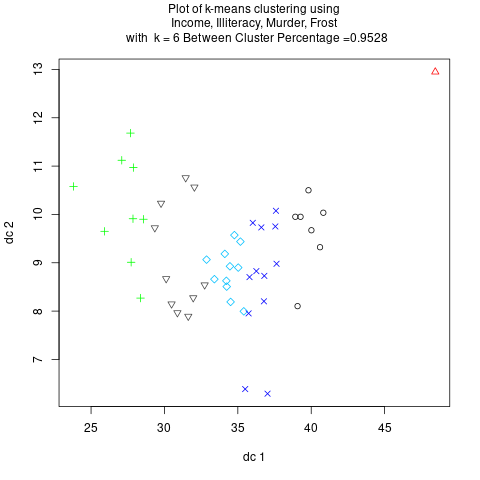 Plot of k-means clustering using
Income, Illiteracy, Murder, Frost
with k = 6 Between Cluster Percentage =0.9528
13
12
11
10
9
8
7
dc 2
25 30 35 40 45
dc 1